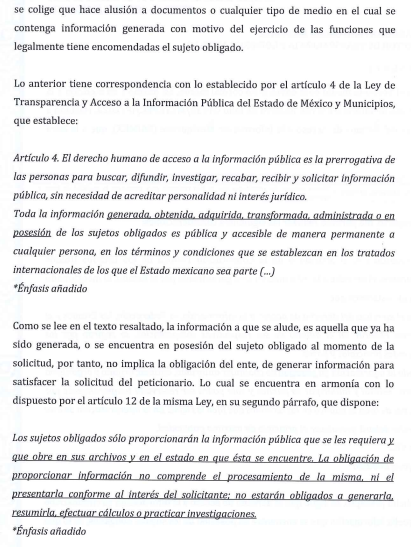 se colige que hace alusión a documentos o cualquier tipo de medio en el cual se
contenga información generada con motivo del ejercicio de las funciones que
legalmente tiene encomendadas el sujeto obligado.
Lo anterior tiene correspondencia con lo establecido por el artículo 4 de la Ley de
Transparencia y Acceso a la Información Pública del Estado de México y Municipios,
que establece:
Artículo 4. El derecho humano de acceso a la información pública es la prerrogativa de
las personas para buscar, difundir, investigar, recabar, recibir y solicitar información
pública, sin necesidad de acreditar personalidad ni interés jurídico.
Toda la información generada, obtenida, adquirida, transformada, administrada o en
posesión de los sujetos obligados es pública y accesible de manera permanente a
cualquier persona, en los términos y condiciones que se establezcan en los tratados
internacionales de los que el Estado mexicano sea parte (...)
*Énfasis añadido
Como se lee en el texto resaltado, la información a que se alude, es aquella que ya ha
sido generada, o se encuentra en posesión del sujeto obligado al momento de la
solicitud, por tanto, no implica la obligación del ente, de generar información para
satisfacer la solicitud del peticionario. Lo cual se encuentra en armonía con lo
dispuesto por el artículo 12 de la misma Ley, en su segundo párrafo, que dispone:
Los sujetos obligados sólo proporcionarán la información pública que se les requiera y
que obre en sus archivos y en el estado en que ésta se encuentre. La obligación de
proporcionar información no comprende el procesamiento de la misma, ni el
presentarla conforme al interés del solicitante; no estarán obligados a generarla,
resumirla, efectuar cálculos o practicar investigaciones.
*Énfasis añadido